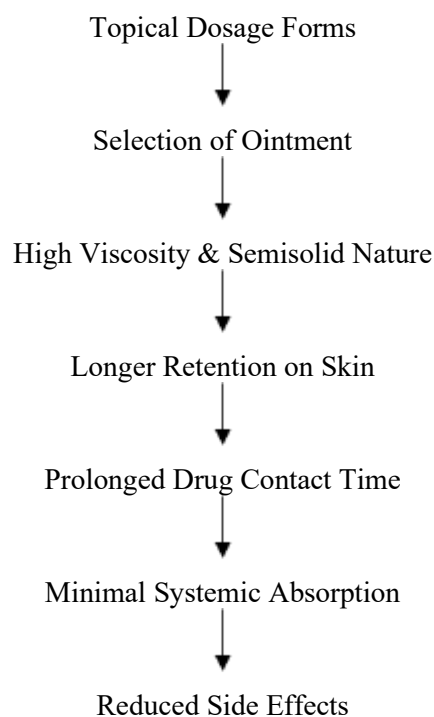 Topical Dosage Forms
Selection of Ointment
High Viscosity & Semisolid Nature
Longer Retention on Skin
Prolonged Drug Contact Time
Minimal Systemic Absorption
Reduced Side Effects